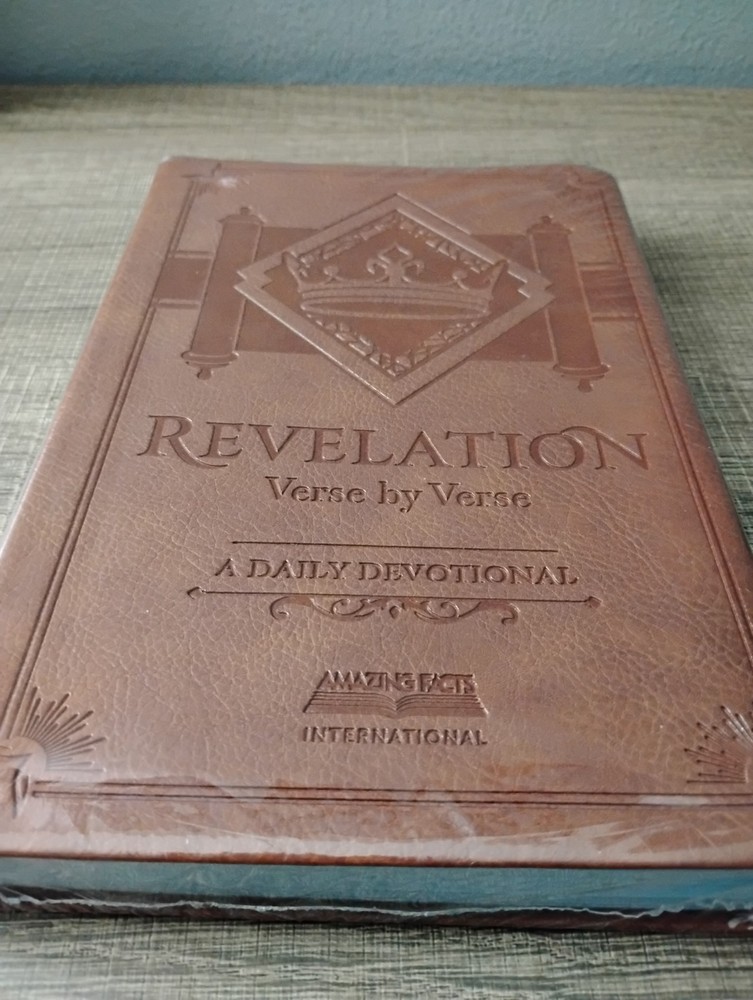 REVELATION
Verse by Verse
A DAILY DEVOTIONAL
AMAZING FACTS
INTERNATIONAL